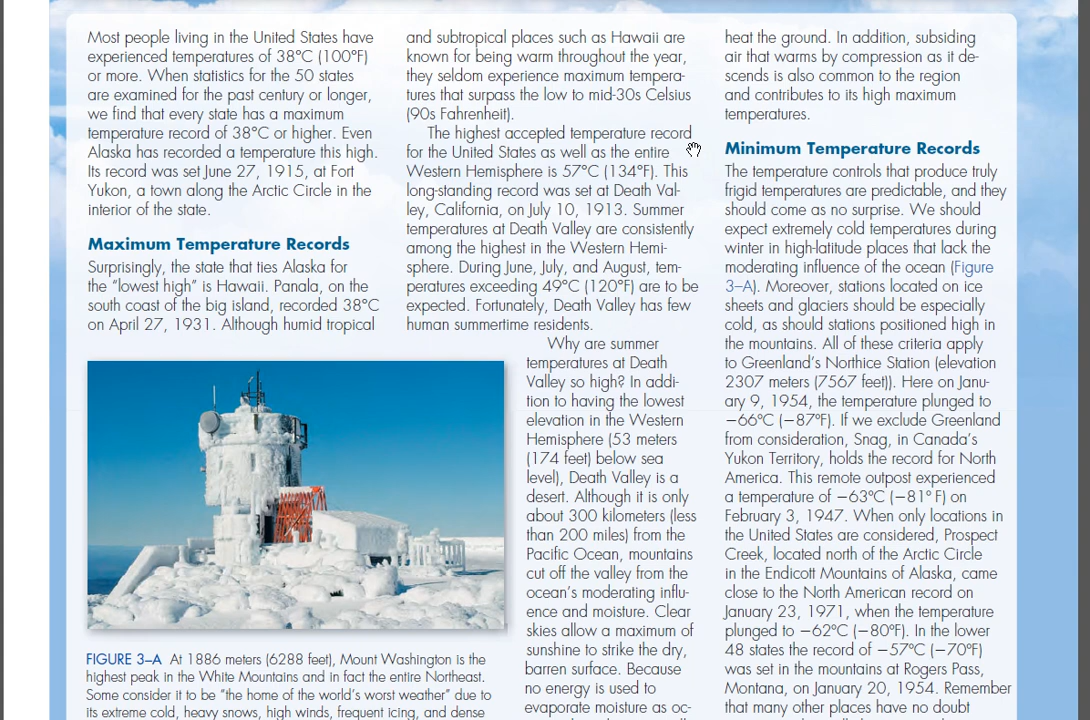 Most people living in the United States have
experienced temperatures of 38°C (100°F)
or more. When statistics for the 50 states
are examined for the past century or longer,
we find that every state has a maximum
temperature record of 38°C or higher. Even
Alaska has recorded a temperature this high.
Its record was set June 27, 1915, at Fort
Yukon, a town along the Arctic Circle in the
interior of the state.
Maximum Temperature Records
Surprisingly, the state that ties Alaska for
the “lowest high” is Hawaii. Panala, on the
south coast of the big island, recorded 38°C
on April 27, 1931. Although humid tropical
and subtropical places such as Hawaii are
known for being warm throughout the year,
they seldom experience maximum tempera-
tures that surpass the low to mid-30s Celsius
(90s Fahrenheit).
The highest accepted temperature record
for the United States as well as the entire
Western Hemisphere is 57°C (134°F). This
long-standing record was set at Death Val-
ley, California, on July 10, 1913. Summer
temperatures at Death Valley are consistently
among the highest in the Western Hemi-
sphere. During June, July, and August, tem-
peratures exceeding 49°C (120°F) are to be
expected. Fortunately, Death Valley has few
human summertime residents.
Why are summer
temperatures at Death
Valley so high? In addi-
tion to having the lowest
elevation in the Western
Hemisphere (53 meters
(174 feet) below sea
level), Death Valley is a
desert. Although it is only
about 300 kilometers (less
than 200 miles) from the
Pacific Ocean, mountains
cut off the valley from the
ocean’s moderating influ-
ence and moisture. Clear
skies allow a maximum of
sunshine to strike the dry,
barren surface. Because
no energy is used to
evaporate moisture as oc-
heat the ground. In addition, subsiding
air that warms by compression as it de-
scends is also common to the region
and contributes to its high maximum
temperatures.
Minimum Temperature Records
The temperature controls that produce truly
frigid temperatures are predictable, and they
should come as no surprise. We should
expect extremely cold temperatures during
winter in high-latitude places that lack the
moderating influence of the ocean (Figure
3–A). Moreover, stations located on ice
sheets and glaciers should be especially
cold, as should stations positioned high in
the mountains. All of these criteria apply
to Greenland’s Northice Station (elevation
2307 meters (7567 feet)). Here on Janu-
ary 9, 1954, the temperature plunged to
−66°C (−87°F). If we exclude Greenland
from consideration, Snag, in Canada’s
Yukon Territory, holds the record for North
America. This remote outpost experienced
a temperature of −63°C (−81° F) on
February 3, 1947. When only locations in
the United States are considered, Prospect
Creek, located north of the Arctic Circle
in the Endicott Mountains of Alaska, came
close to the North American record on
January 23, 1971, when the temperature
plunged to −62°C (−80°F). In the lower
48 states the record of −57°C (−70°F)
was set in the mountains at Rogers Pass,
Montana, on January 20, 1954. Remember
that many other places have no doubt
FIGURE 3–A At 1886 meters (6288 feet), Mount Washington is the
highest peak in the White Mountains and in fact the entire Northeast.
Some consider it to be “the home of the world’s worst weather” due to
its extreme cold, heavy snows, high winds, frequent icing, and dense